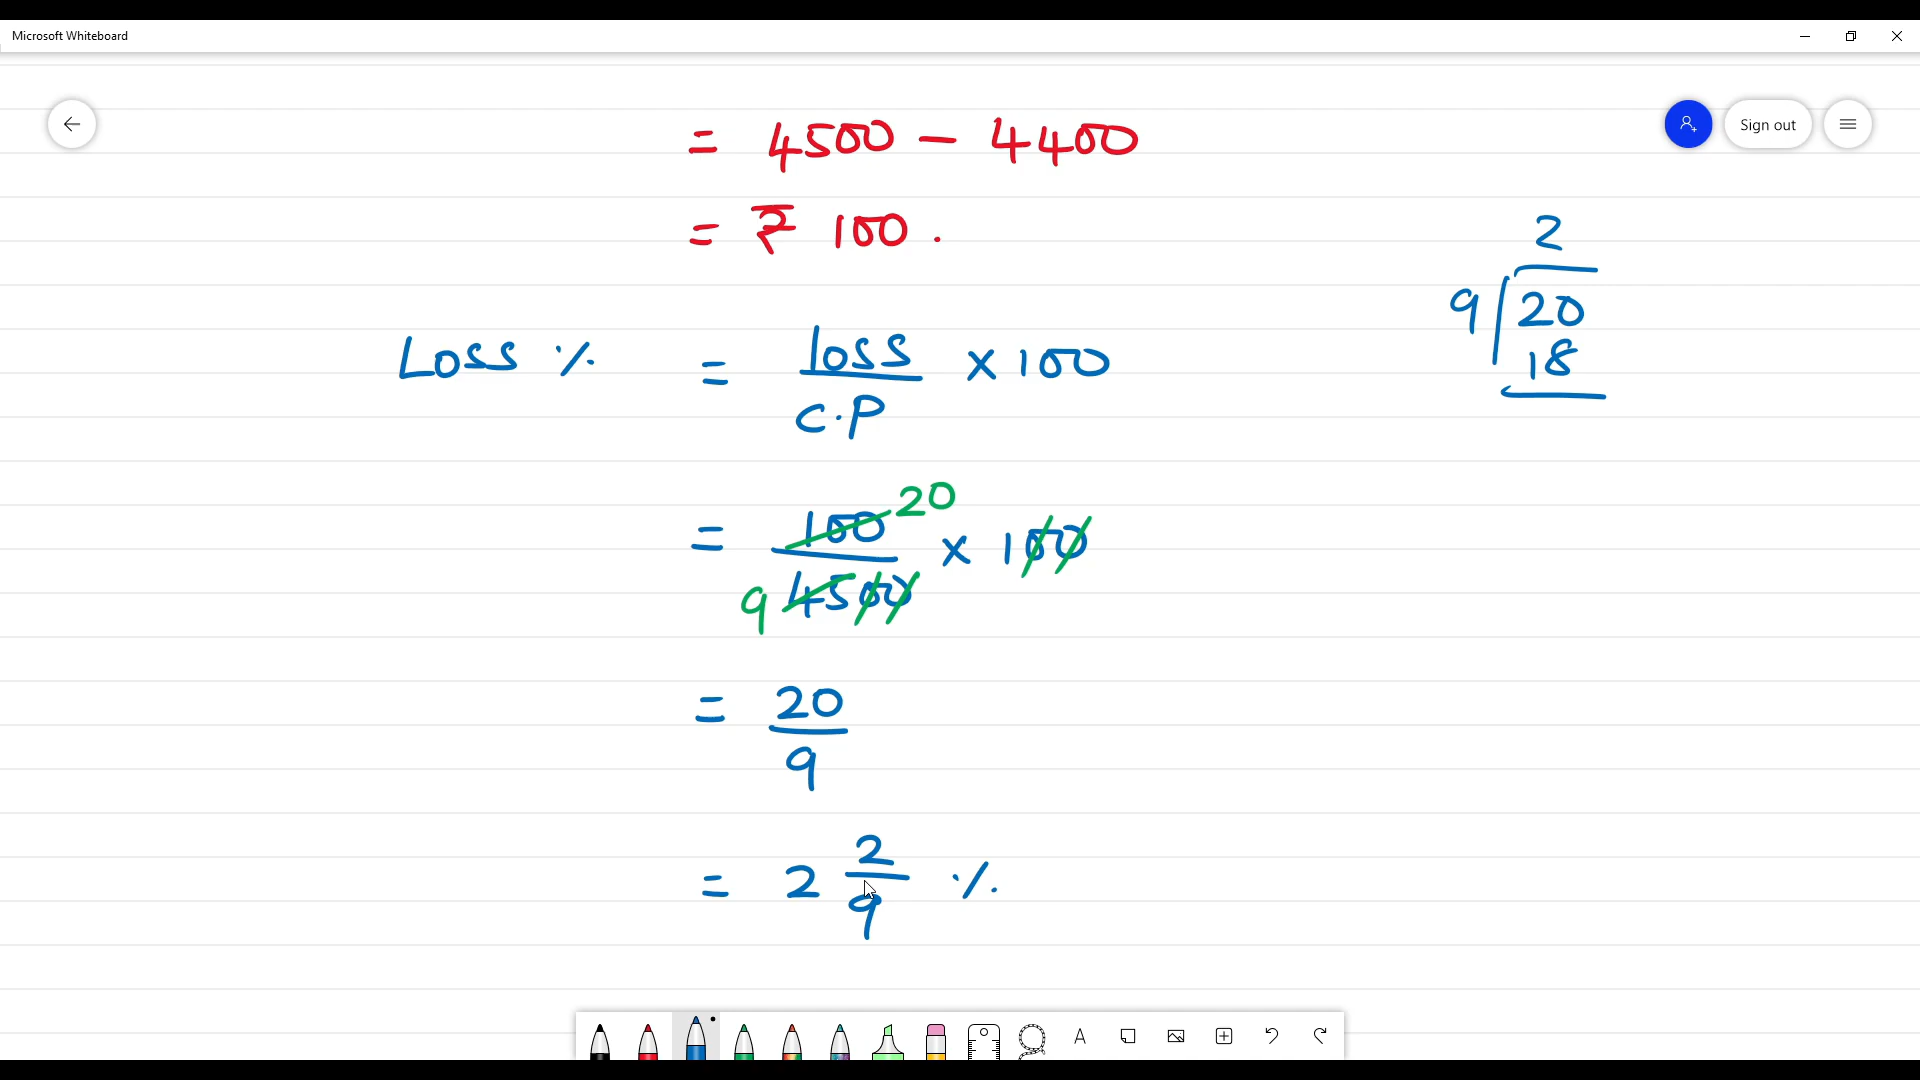 Microsoft Whiteboard
Sign out
= 4500 - 4400
= ₹ 100 .
Loss % = loss / C.P × 100
= 100 20 / 9 4500 × 100
= 20 / 9
= 2 2/9 %
2
9 20
18
A